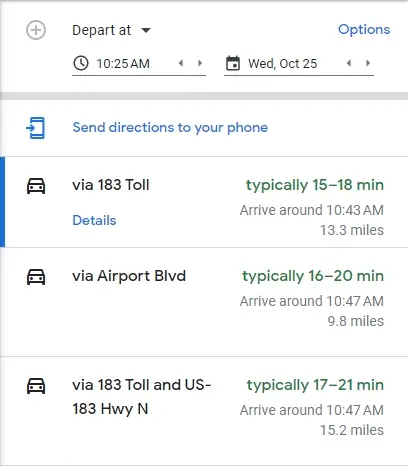 Depart at
Options
10:25 AM
Wed, Oct 25
Send directions to your phone
via 183 Toll
typically 15–18 min
Details
Arrive around 10:43 AM
13.3 miles
via Airport Blvd
typically 16–20 min
Arrive around 10:47 AM
9.8 miles
via 183 Toll and US-
183 Hwy N
typically 17–21 min
Arrive around 10:47 AM
15.2 miles